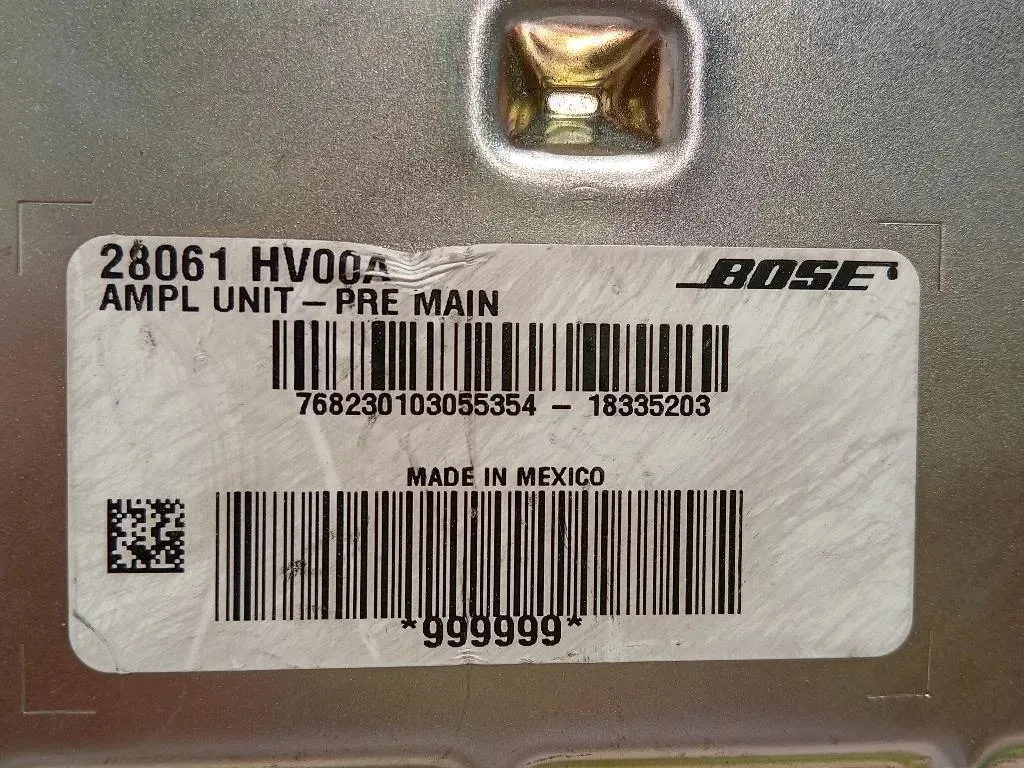 28061 HV00A
BOSE
AMPL UNIT – PRE MAIN
768230103055354 – 18335203
MADE IN MEXICO
*999999*